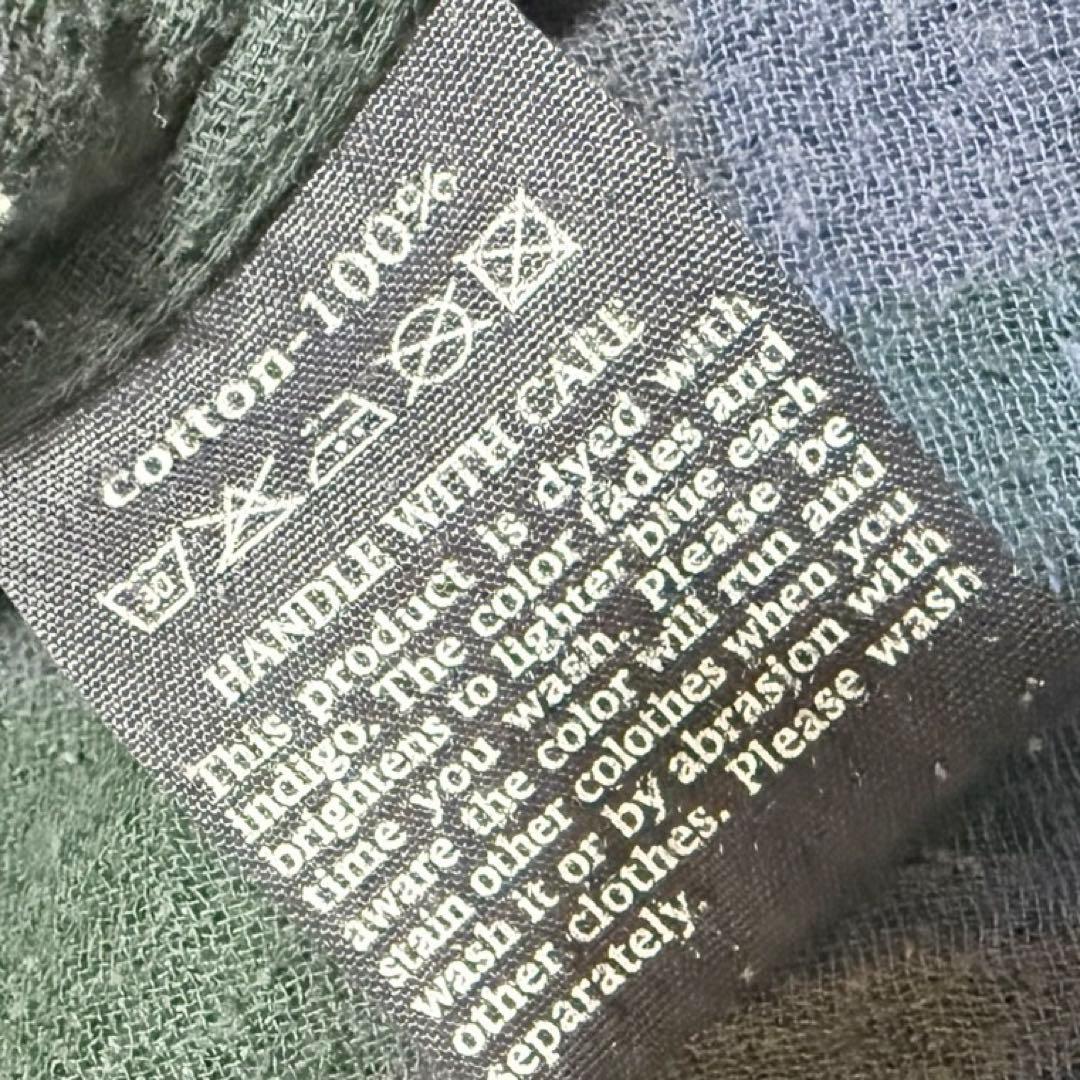 cotton-100%
30
HANDLE WITH CARE
This product is dyed with
indigo. The color fades and
brightens to lighter blue each
time you wash.. Please be
aware the color will run and
stain other colothes when you
wash it or by abrasion with
other clothes. Please wash
separately.